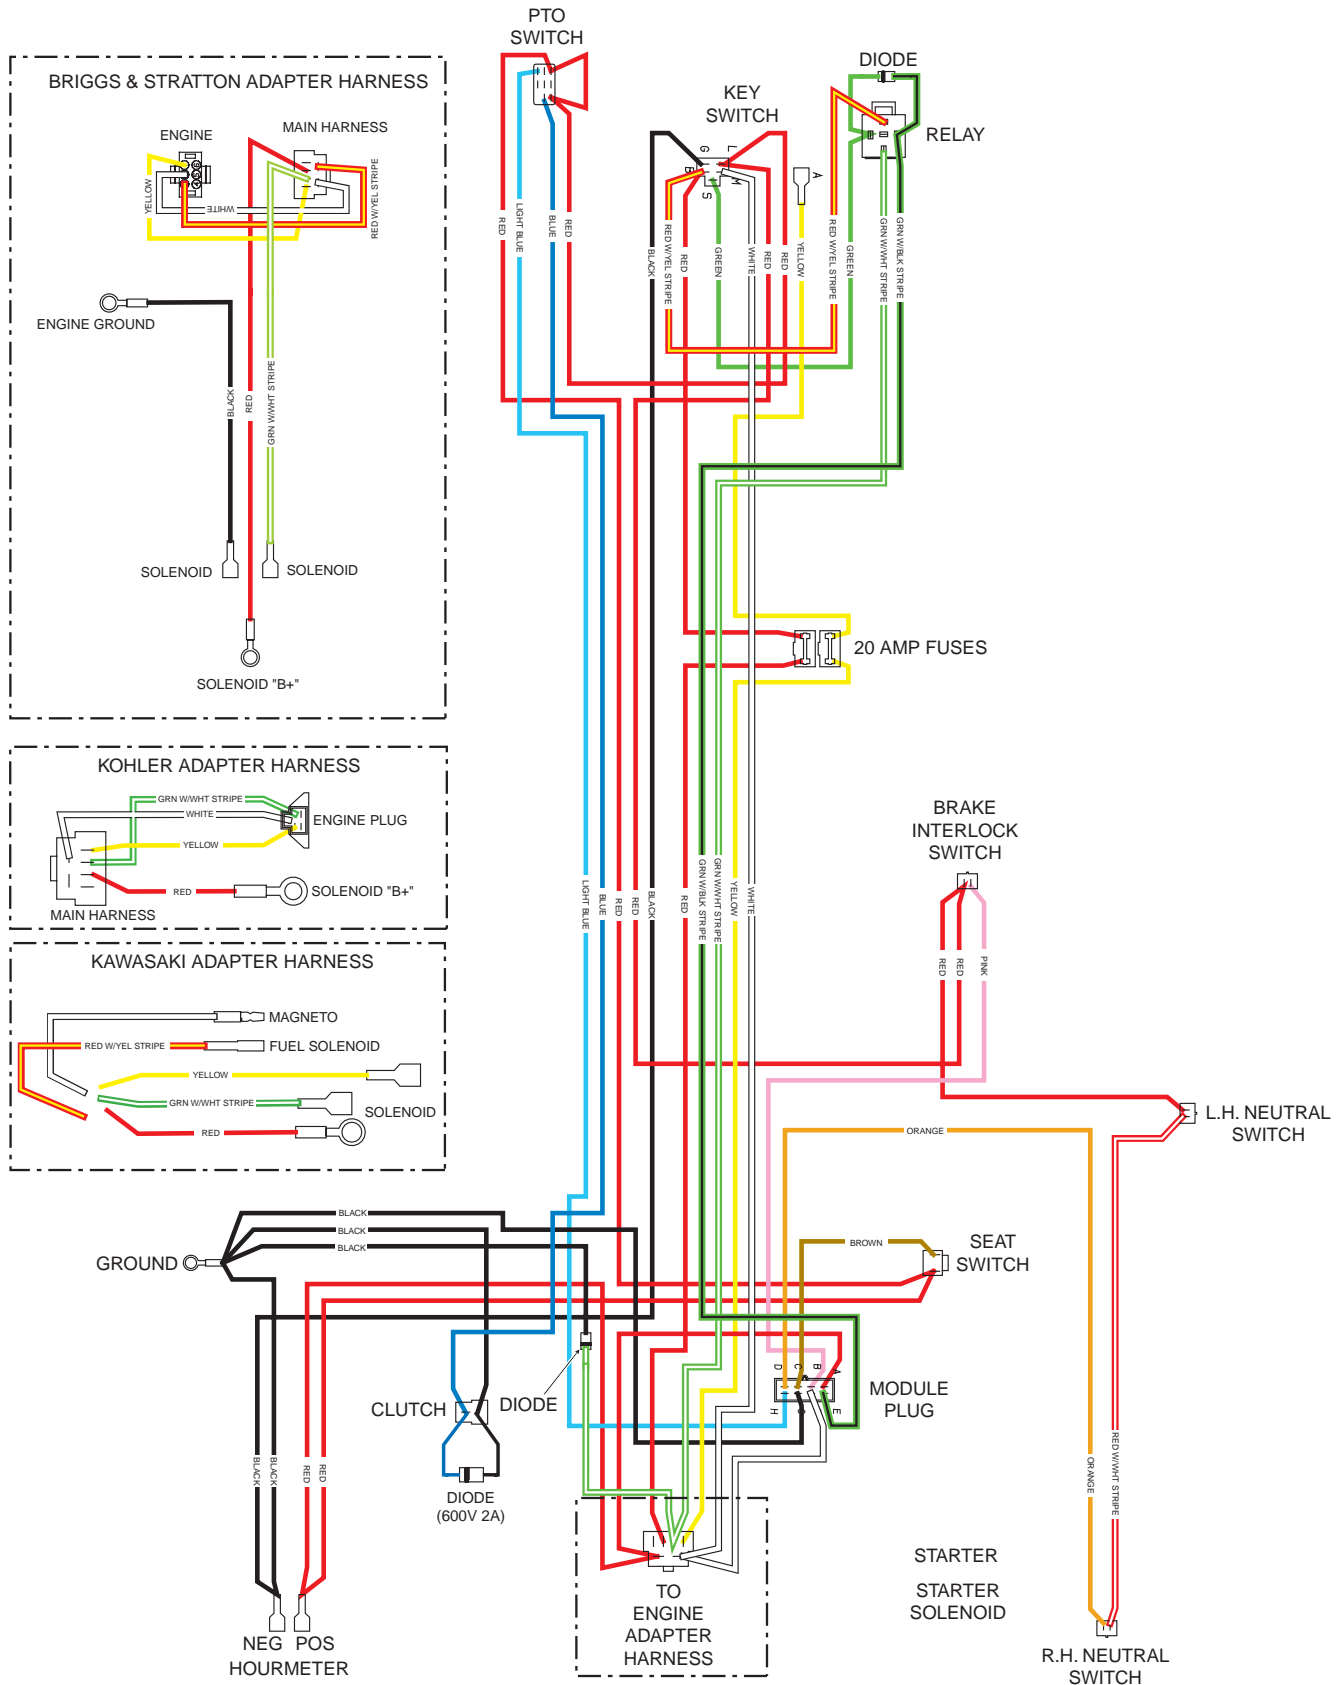 PTO
SWITCH
DIODE
KEY
SWITCH
RELAY
G
L
B
M
S
A
BRIGGS & STRATTON ADAPTER HARNESS
ENGINE
MAIN HARNESS
YELLOW
WHITE
RED W/YEL STRIPE
ENGINE GROUND
BLACK
RED
GRN W/WHT STRIPE
SOLENOID
SOLENOID
SOLENOID "B+"
RED
LIGHT BLUE
BLUE
RED
BLACK
RED W/YEL STRIPE
RED
GREEN
WHITE
RED
RED
YELLOW
RED W/YEL STRIPE
GREEN
GRN W/WHT STRIPE
GRN W/BLK STRIPE
20 AMP FUSES
KOHLER ADAPTER HARNESS
GRN W/WHT STRIPE
WHITE
ENGINE PLUG
YELLOW
RED
SOLENOID "B+"
MAIN HARNESS
BRAKE
INTERLOCK
SWITCH
LIGHT BLUE
BLUE
RED
RED
BLACK
RED
GRN W/BLK STRIPE
YELLOW
WHITE
GRN W/WHT STRIPE
RED
RED
PINK
KAWASAKI ADAPTER HARNESS
MAGNETO
RED W/YEL STRIPE
FUEL SOLENOID
YELLOW
GRN W/WHT STRIPE
SOLENOID
RED
L.H. NEUTRAL
SWITCH
ORANGE
BLACK
BLACK
BLACK
GROUND
BROWN
SEAT
SWITCH
D
C
B
A
H
G
E
MODULE
PLUG
CLUTCH
DIODE
BLACK
BLACK
RED
RED
DIODE
(600V 2A)
ORANGE
RED W/WHT STRIPE
STARTER
STARTER
SOLENOID
TO
ENGINE
ADAPTER
HARNESS
NEG
POS
HOURMETER
R.H. NEUTRAL
SWITCH